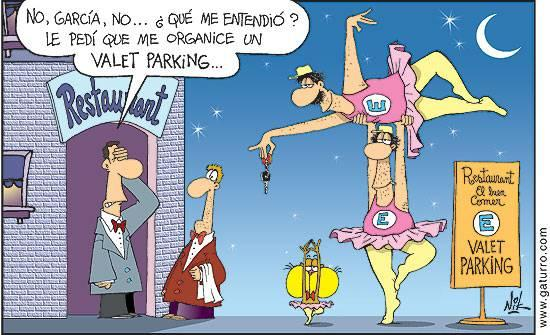 NO, GARCÍA, NO... ¿QUÉ ME ENTENDIÓ?
LE PEDÍ QUE ME ORGANICE UN
VALET PARKING...
Restaurant
E
E
Restaurant
El buen
Comer
E
VALET
PARKING
NiK
www.gaturro.com